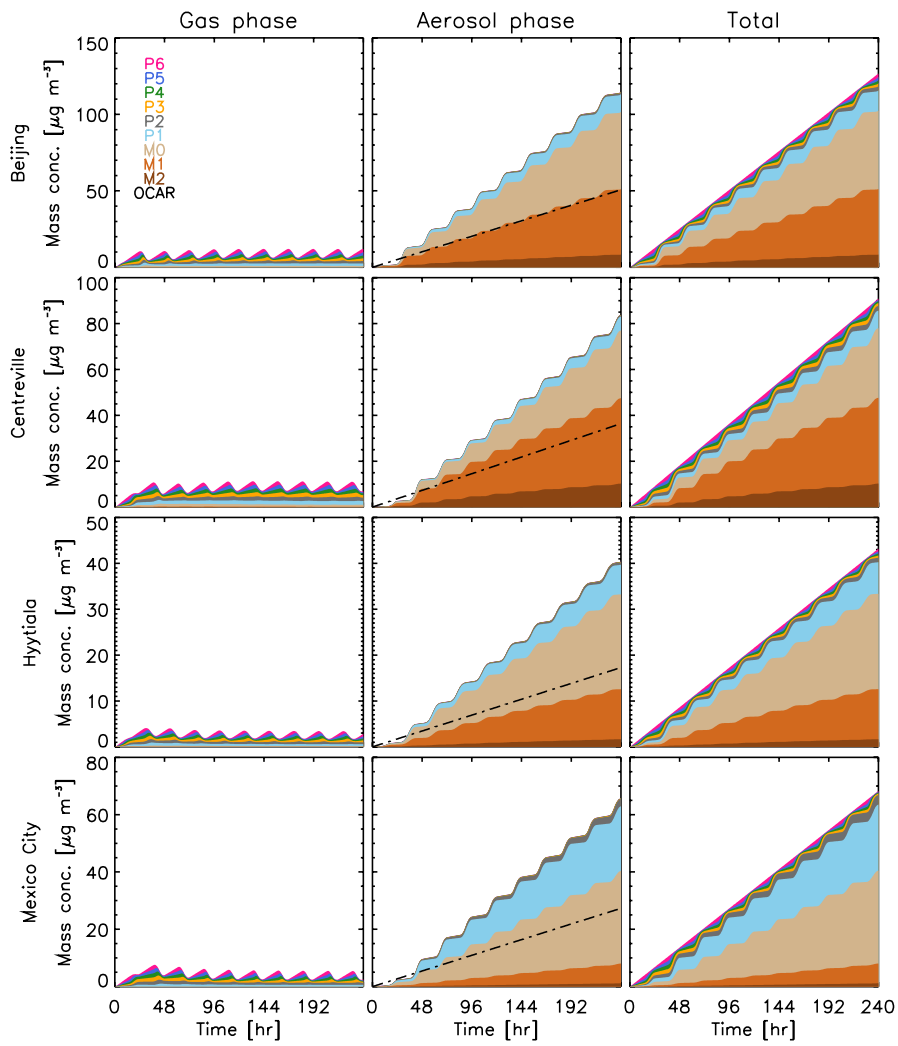 Gas phase Aerosol phase Total
150
100
50
0
Beijing
Mass conc. [μg m⁻³]
P6
P5
P4
P3
P2
P1
M0
M1
M2
OCAR
100
80
60
40
20
0
Centreville
Mass conc. [μg m⁻³]
50
40
30
20
10
0
Hyytiala
Mass conc. [μg m⁻³]
80
60
40
20
0
Mexico City
Mass conc. [μg m⁻³]
0 48 96 144 192 0 48 96 144 192 0 48 96 144 192 240
Time [hr] Time [hr] Time [hr]